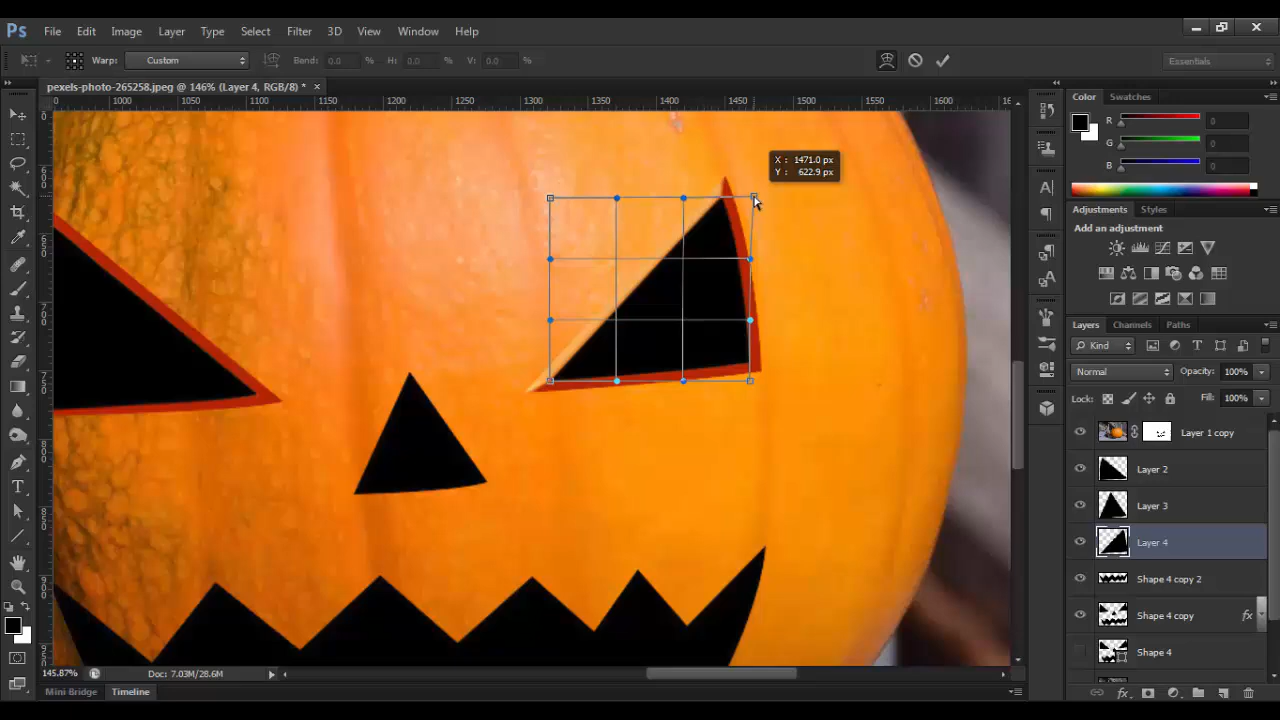 Ps File Edit Image Layer Type Select Filter 3D View Window Help
Warp: Custom Bend: 0.0 % H: 0.0 % V: 0.0 % Essentials
pexels-photo-265258.jpeg @ 146% (Layer 4, RGB/8) * ×
1000 1050 1100 1150 1200 1250 1300 1350 1400 1450 1500 1550 1600
X : 1471.0 px
Y : 622.9 px
Color Swatches
R 0
G 0
B 0
Adjustments Styles
Add an adjustment
Layers Channels Paths
Kind
Normal Opacity: 100%
Lock: Fill: 100%
Layer 1 copy
Layer 2
Layer 3
Layer 4
Shape 4 copy 2
Shape 4 copy fx
Shape 4
145.87% Doc: 7.03M/28.6M
Mini Bridge Timeline